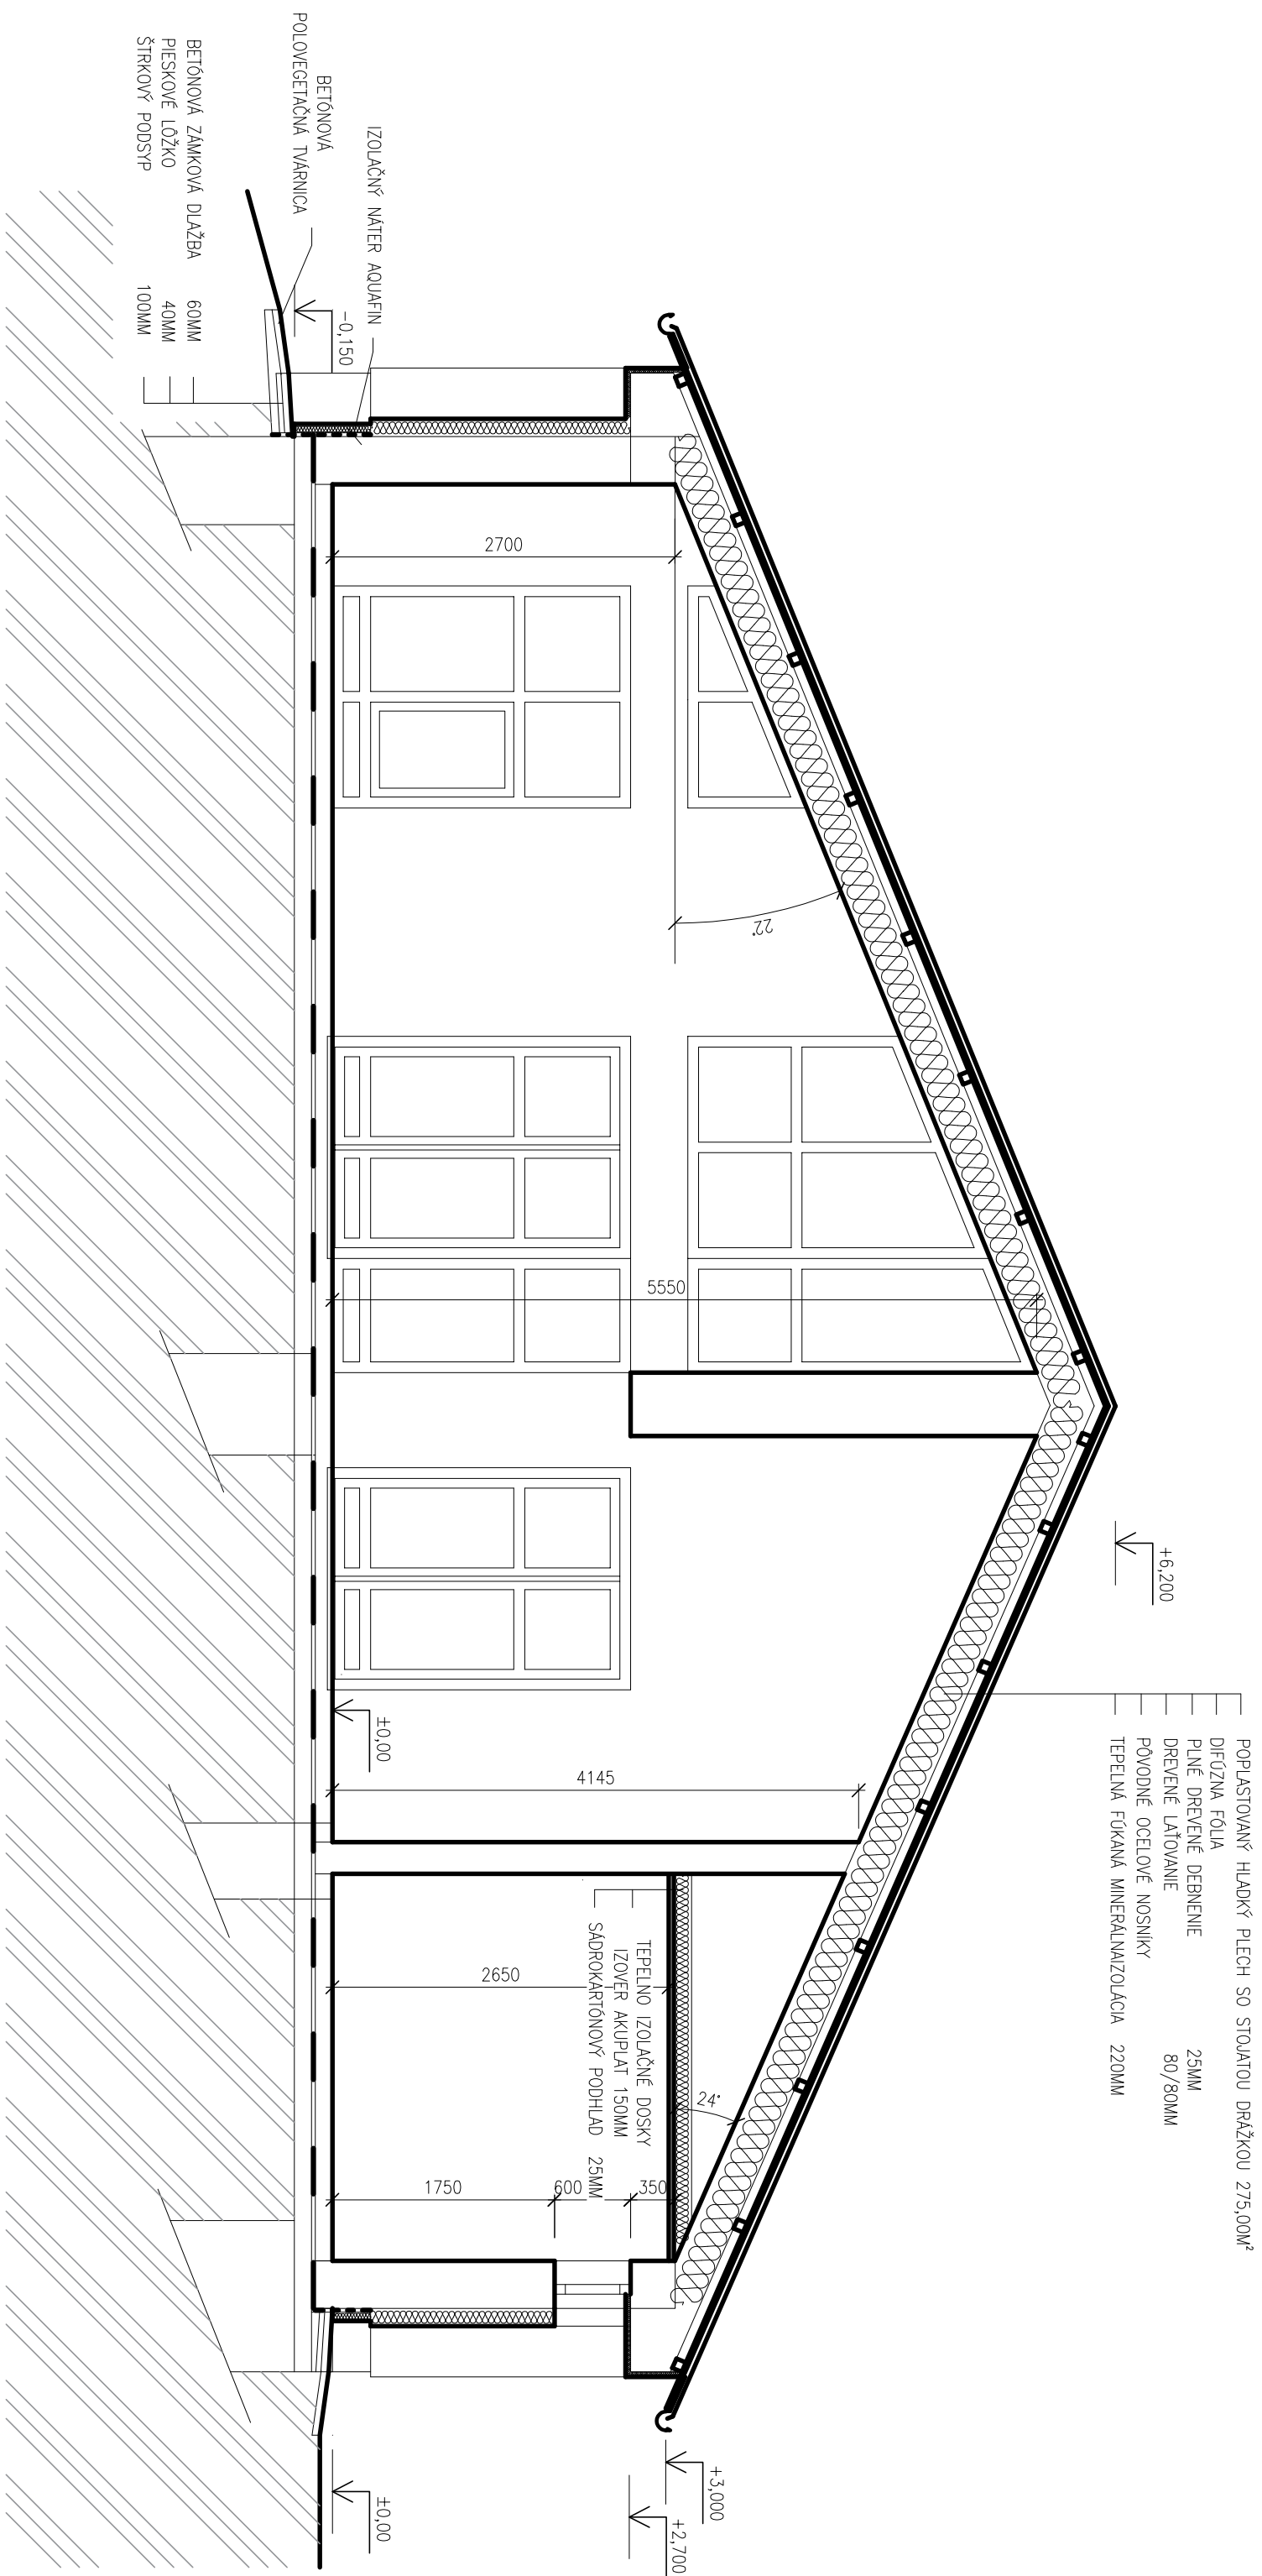 POPLASTOVANÝ HLADKÝ PLECH SO STOJATOU DRÁŽKOU 275,00M²
DIFÚZNA FÓLIA
PLNÉ DREVENÉ DEBNENIE 25MM
DREVENÉ LAŤOVANIE 80/80MM
PÔVODNÉ OCELOVÉ NOSNÍKY
TEPELNÁ FÚKANÁ MINERÁLNAIZOLÁCIA 220MM
+6,200
+3,000
+2,700
22°
24°
5550
4145
2700
2650
TEPELNO IZOLAČNÉ DOSKY
IZOVER AKUPLAT 150MM
SÁDROKARTÓNOVÝ PODHLAD 25MM
350
600
1750
±0,00
±0,00
IZOLAČNÝ NÁTER AQUAFIN
-0,150
BETÓNOVÁ
POLOVEGETAČNÁ TVÁRNICA
BETÓNOVÁ ZÁMKOVÁ DLAŽBA 60MM
PIESKOVÉ LÔŽKO 40MM
ŠTRKOVÝ PODSYP 100MM